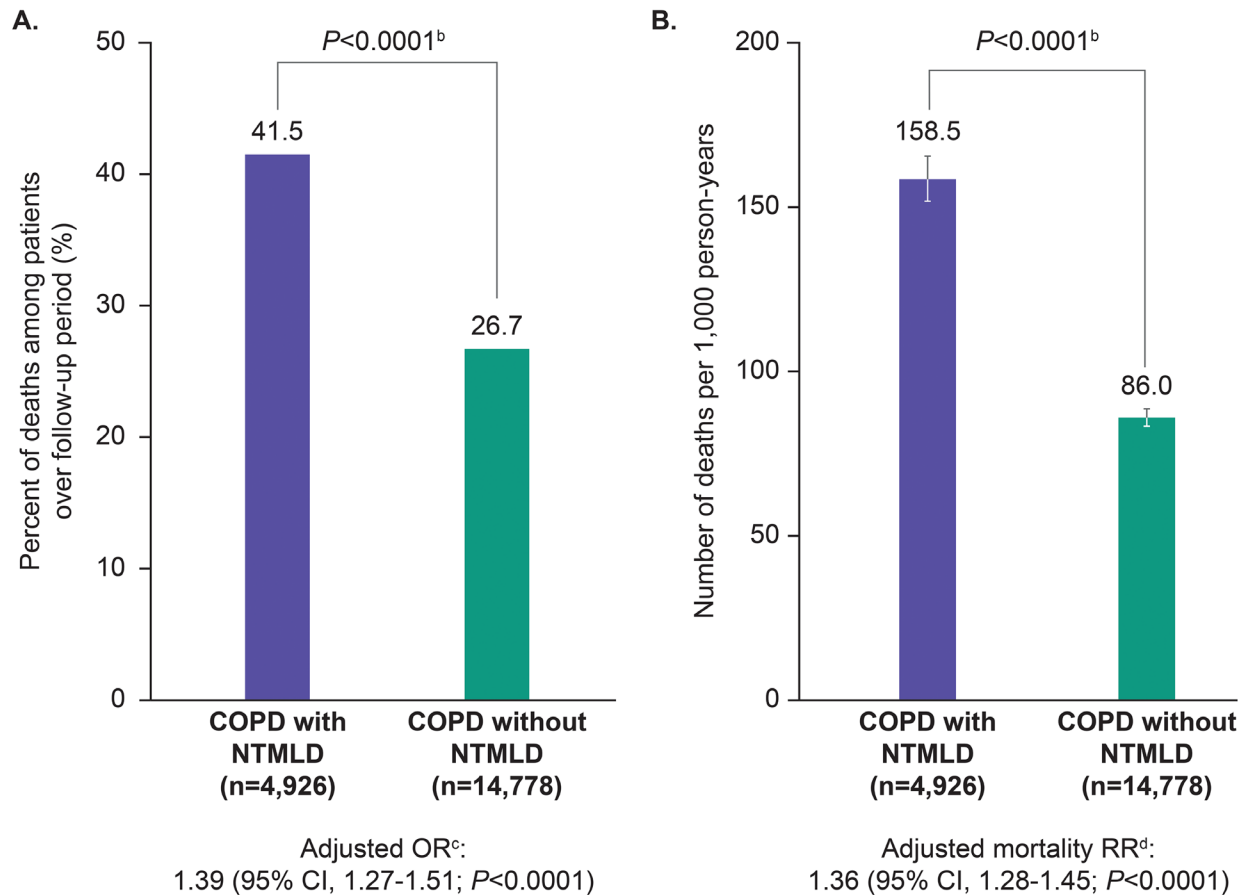 A.
Percent of deaths among patients
over follow-up period (%)
50
40
30
20
10
0
P<0.0001ᵇ
41.5
26.7
COPD with
NTMLD
(n=4,926)
COPD without
NTMLD
(n=14,778)
Adjusted ORᶜ:
1.39 (95% CI, 1.27-1.51; P<0.0001)
B.
Number of deaths per 1,000 person-years
200
150
100
50
0
P<0.0001ᵇ
158.5
86.0
COPD with
NTMLD
(n=4,926)
COPD without
NTMLD
(n=14,778)
Adjusted mortality RRᵈ:
1.36 (95% CI, 1.28-1.45; P<0.0001)